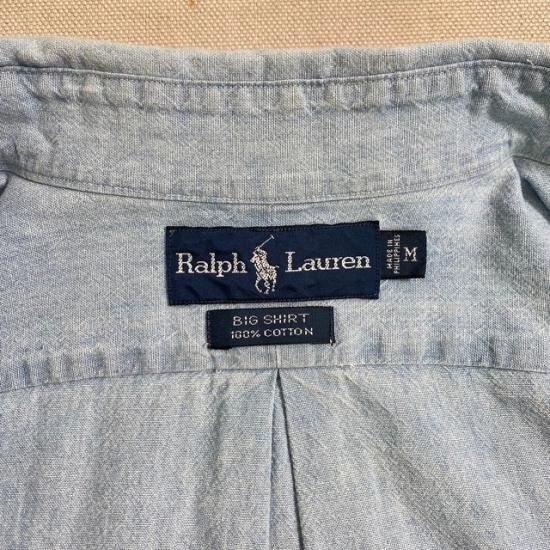 Ralph Lauren
MADE IN
PHILIPPINES
M
BIG SHIRT
100% COTTON